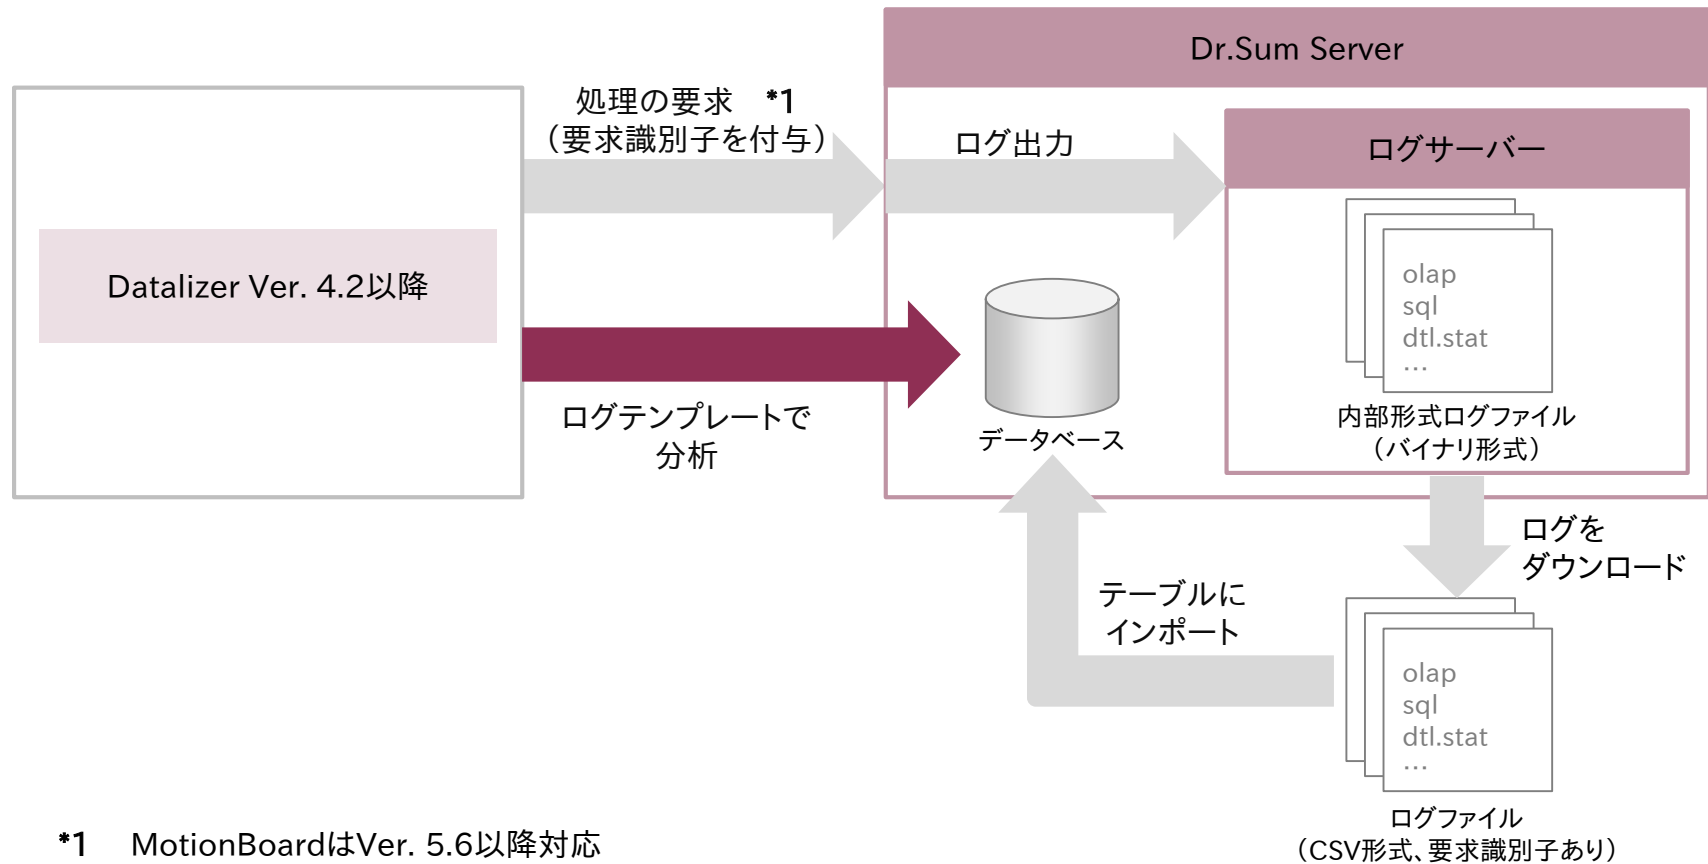 Dr.Sum Server
処理の要求 *1
（要求識別子を付与）
ログ出力
ログサーバー
Datalizer Ver. 4.2以降
olap
sql
dtl.stat
…
内部形式ログファイル
（バイナリ形式）
ログテンプレートで
分析
データベース
ログを
ダウンロード
テーブルに
インポート
olap
sql
dtl.stat
…
ログファイル
（CSV形式、要求識別子あり）
*1 MotionBoardはVer. 5.6以降対応